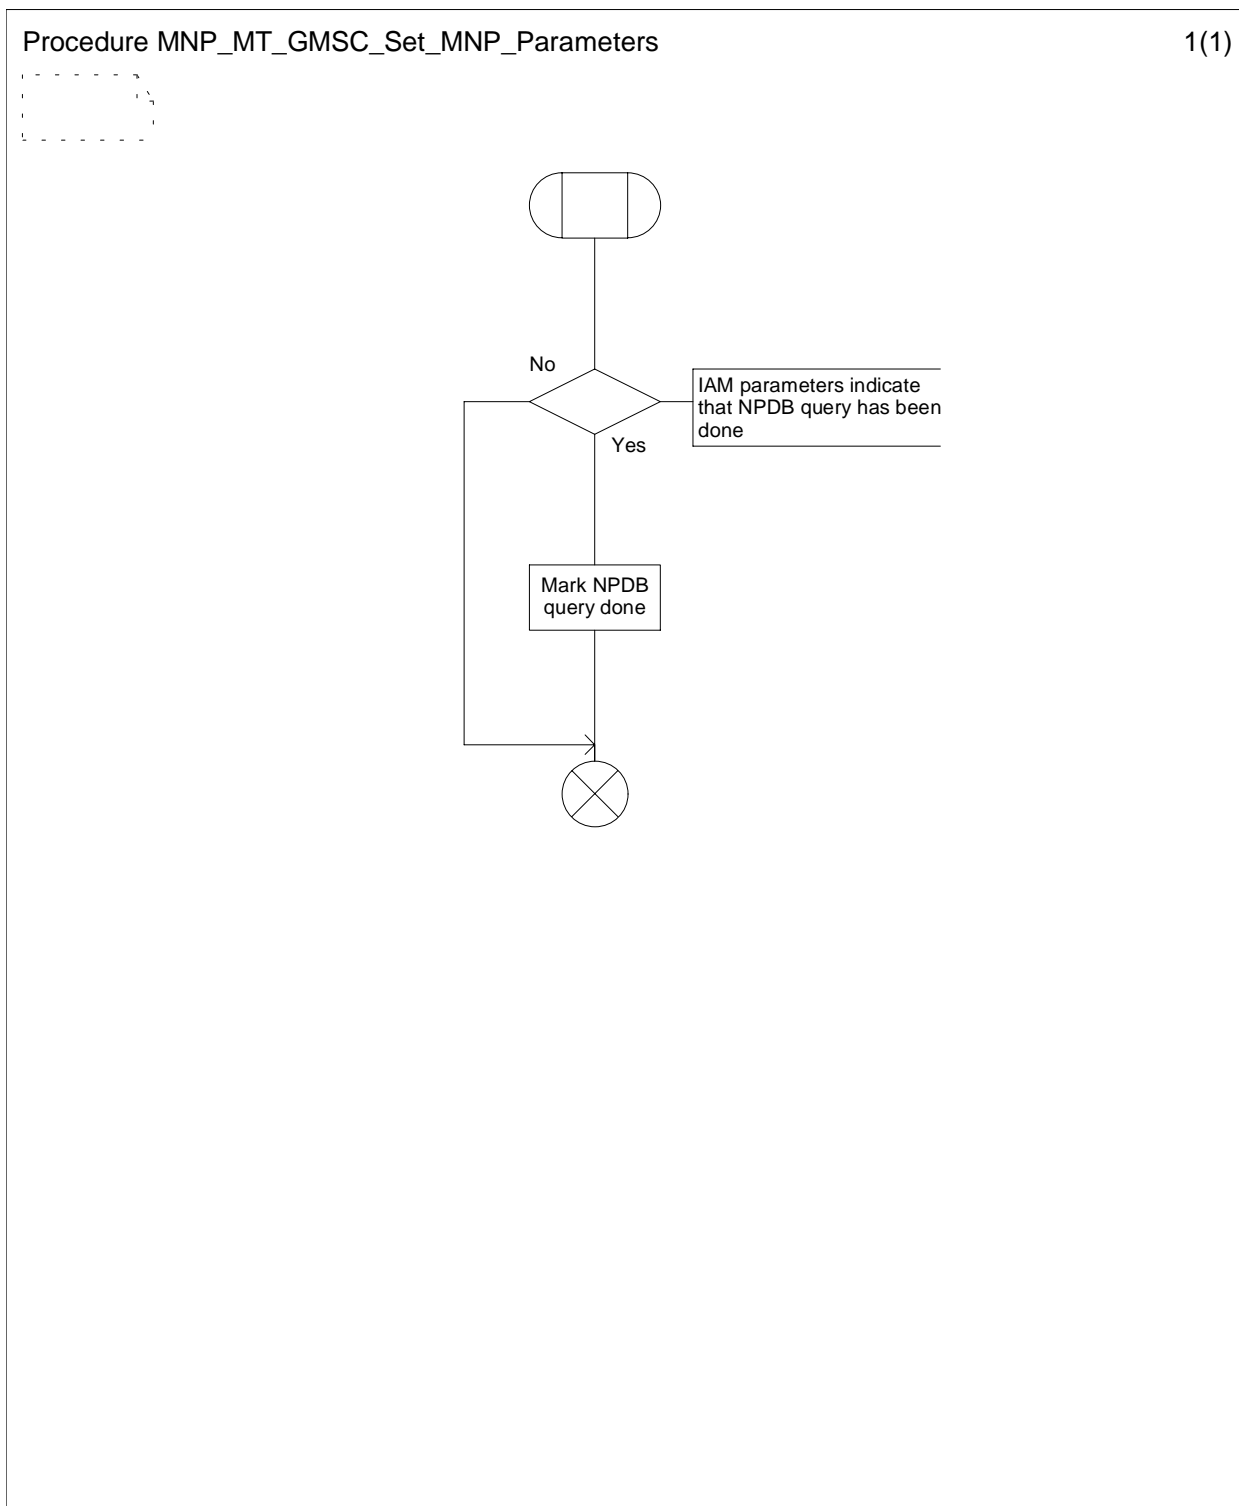 Procedure MNP_MT_GMSC_Set_MNP_Parameters 1(1)
No
IAM parameters indicate
that NPDB query has been
done
Yes
Mark NPDB
query done